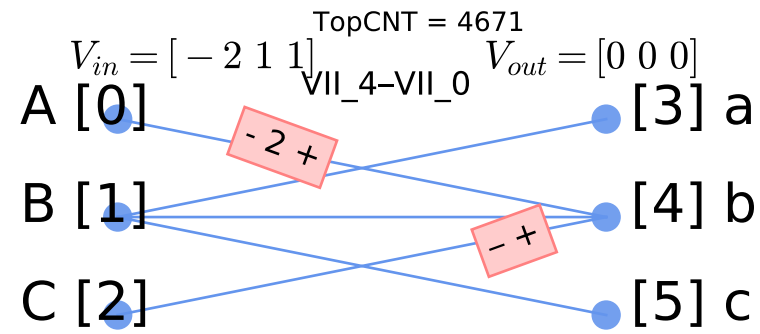 TopCNT = 4671
V_in = [ − 2 1 1]
V_out = [0 0 0]
VII_4–VII_0
A [0]
[3] a
- 2 +
B [1]
[4] b
– +
C [2]
[5] c